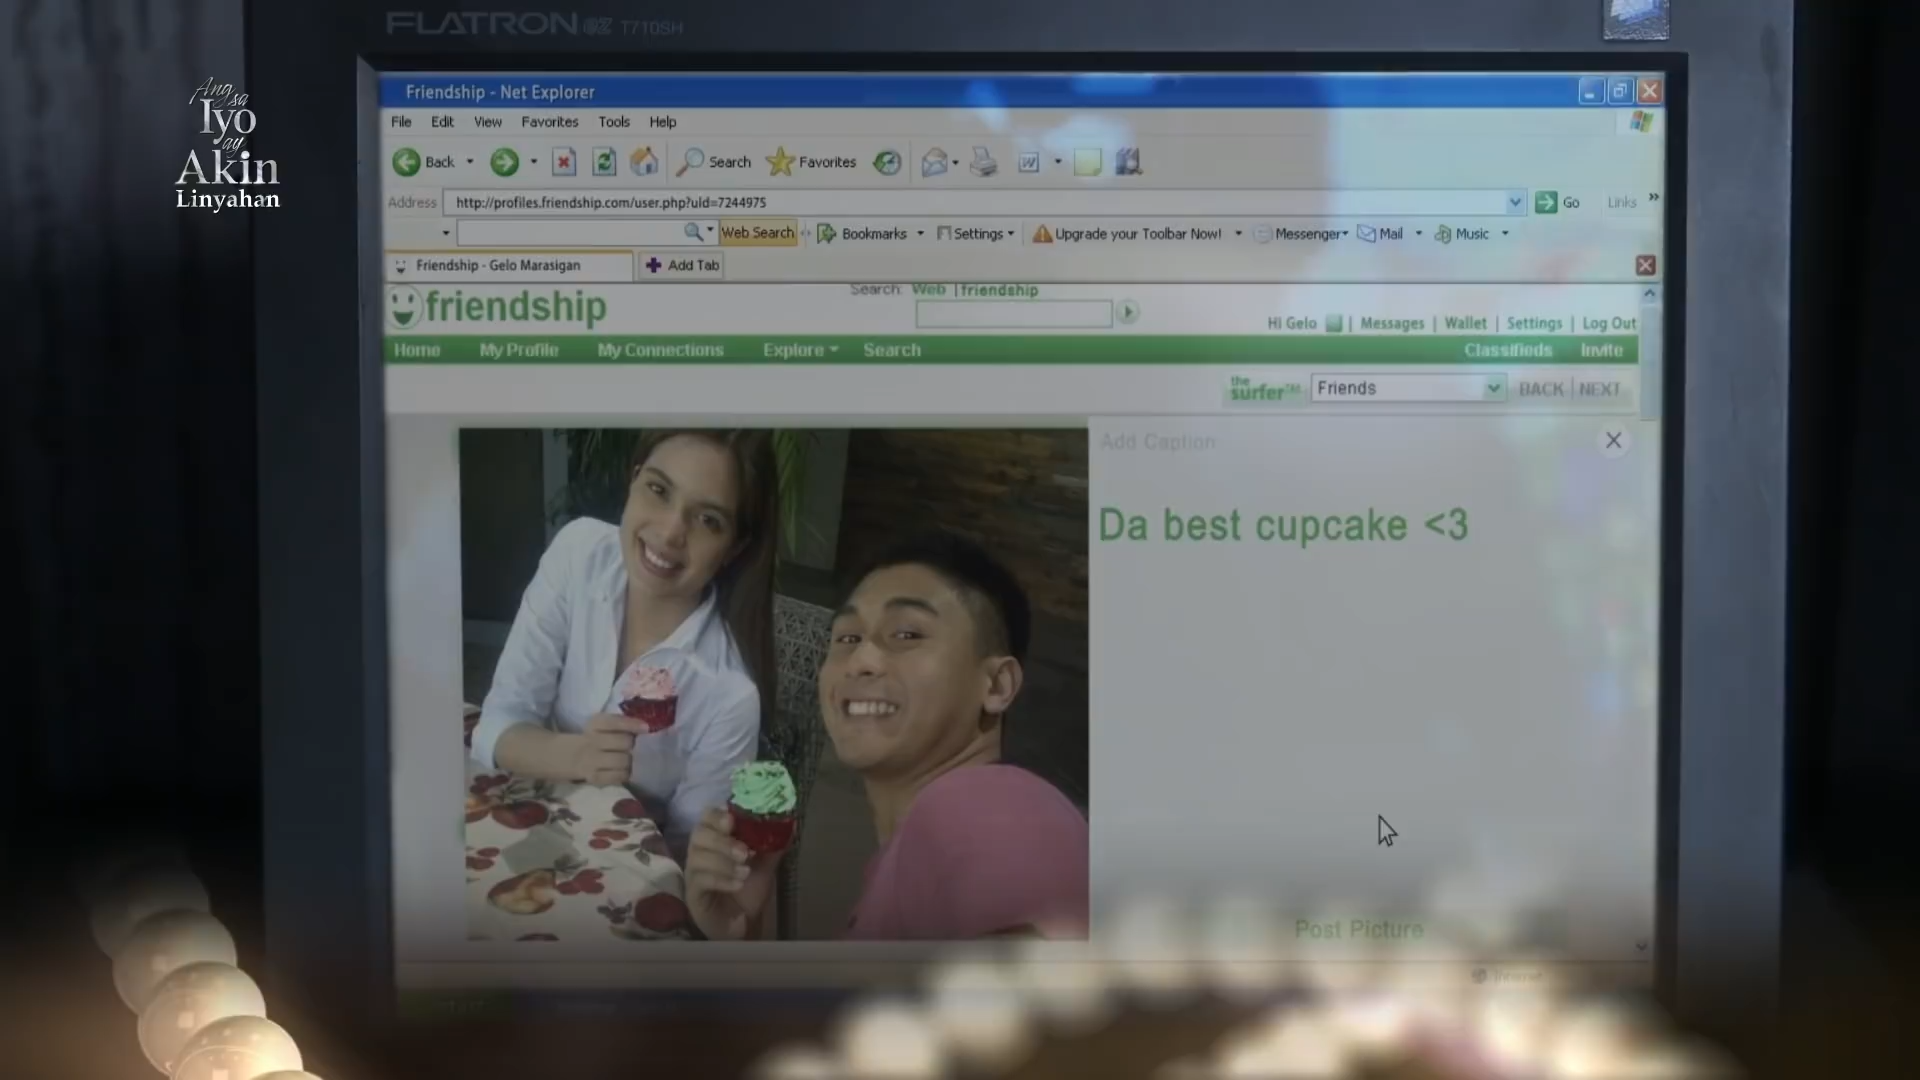 FLATRON ez T710SH
Ang sa
Iyo
ay
Akin
Linyahan
Friendship - Net Explorer
File Edit View Favorites Tools Help
Back Search Favorites
Address http://profiles.friendship.com/user.php?uid=7244975 Go Links »
Web Search Bookmarks Settings Upgrade your Toolbar Now! Messenger Mail Music
Friendship - Gelo Marasigan Add Tab
Search: Web | friendship
friendship
Hi Gelo | Messages | Wallet | Settings | Log Out
Home My Profile My Connections Explore Search Classifieds Invite
the surfer™ Friends BACK | NEXT
Add Caption
Da best cupcake <3
Post Picture
Internet